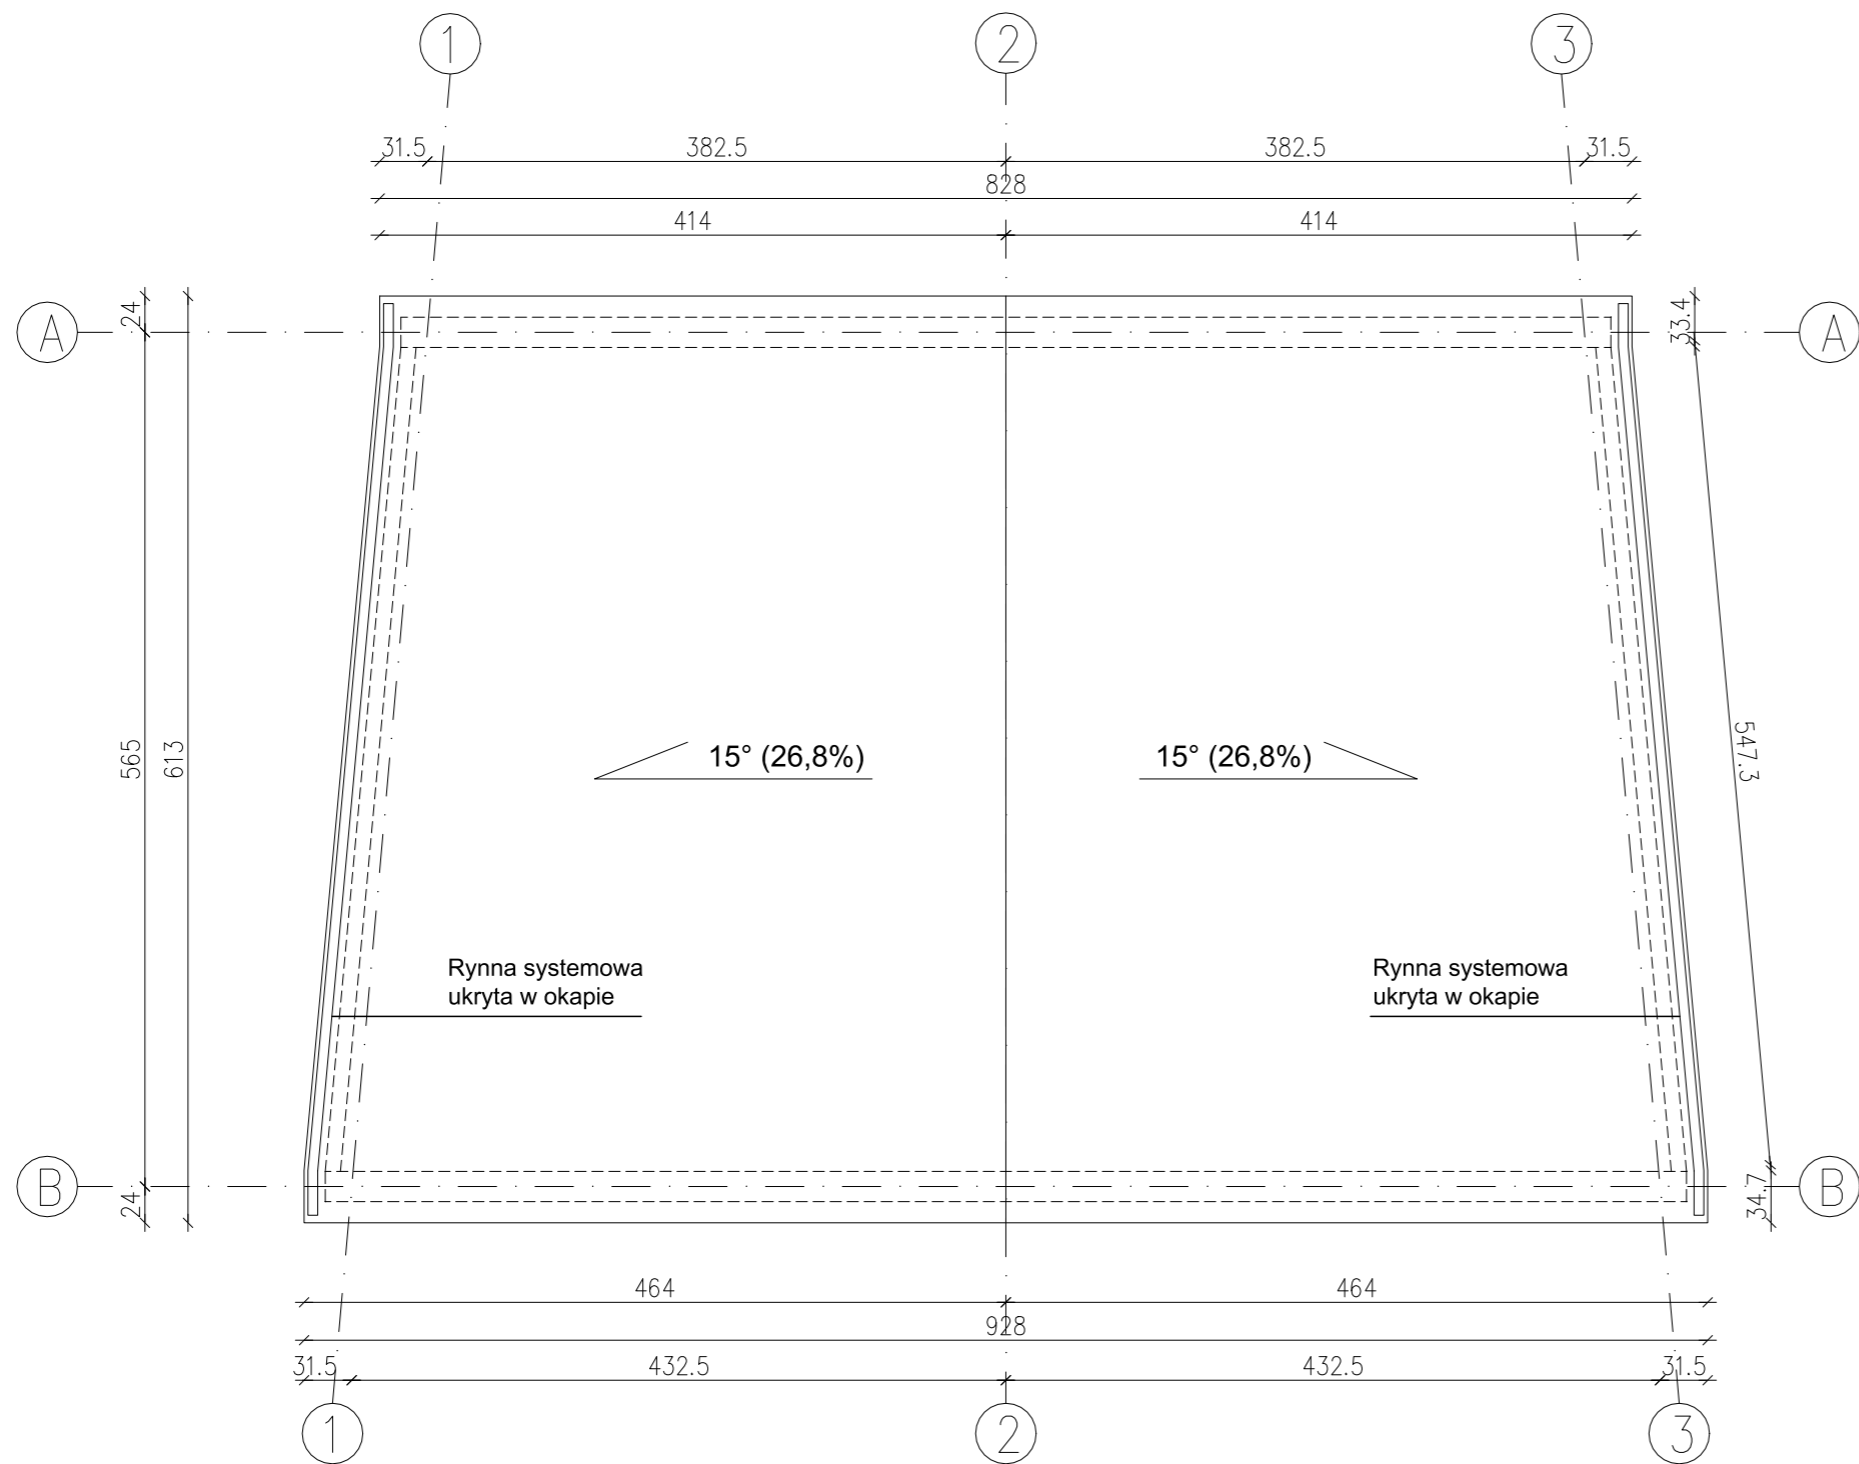 1 2 3
31.5 382.5 382.5 31.5
828
414 414
24 33.4
A A
565 613 547.3
15° (26,8%) 15° (26,8%)
Rynna systemowa Rynna systemowa
ukryta w okapie ukryta w okapie
B B
24 34.7
464 464
928
31.5 432.5 432.5 31.5
1 2 3